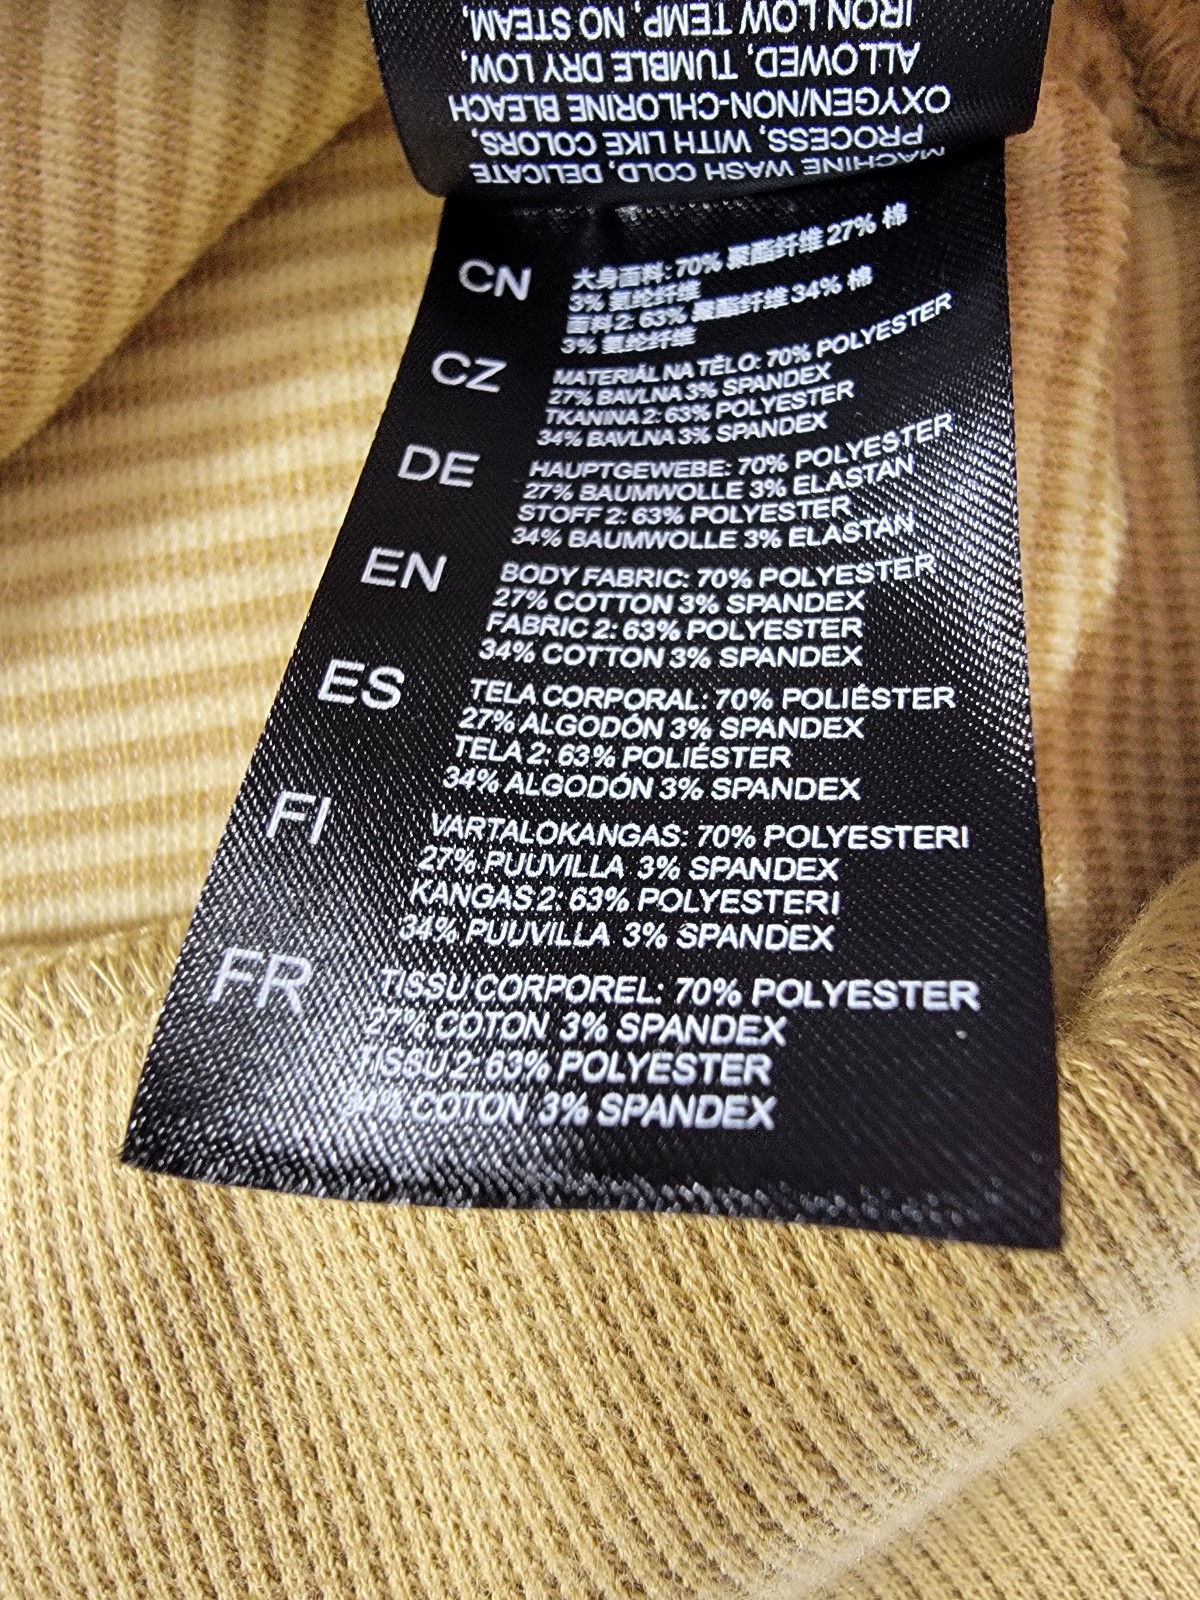 MACHINE WASH COLD, DELICATE
PROCESS, WITH LIKE COLORS,
OXYGEN/NON-CHLORINE BLEACH
ALLOWED, TUMBLE DRY LOW,
IRON LOW TEMP, NO STEAM,
CN
大身面料: 70% 聚酯纤维 27% 棉
3% 氨纶纤维
面料2: 63% 聚酯纤维 34% 棉
3% 氨纶纤维
CZ
MATERIÁL NA TĚLO: 70% POLYESTER
27% BAVLNA 3% SPANDEX
TKANINA 2: 63% POLYESTER
34% BAVLNA 3% SPANDEX
DE
HAUPTGEWEBE: 70% POLYESTER
27% BAUMWOLLE 3% ELASTAN
STOFF 2: 63% POLYESTER
34% BAUMWOLLE 3% ELASTAN
EN
BODY FABRIC: 70% POLYESTER
27% COTTON 3% SPANDEX
FABRIC 2: 63% POLYESTER
34% COTTON 3% SPANDEX
ES
TELA CORPORAL: 70% POLIÉSTER
27% ALGODÓN 3% SPANDEX
TELA 2: 63% POLIÉSTER
34% ALGODÓN 3% SPANDEX
FI
VARTALOKANGAS: 70% POLYESTERI
27% PUUVILLA 3% SPANDEX
KANGAS 2: 63% POLYESTERI
34% PUUVILLA 3% SPANDEX
FR
TISSU CORPOREL: 70% POLYESTER
27% COTON 3% SPANDEX
TISSU 2: 63% POLYESTER
34% COTON 3% SPANDEX